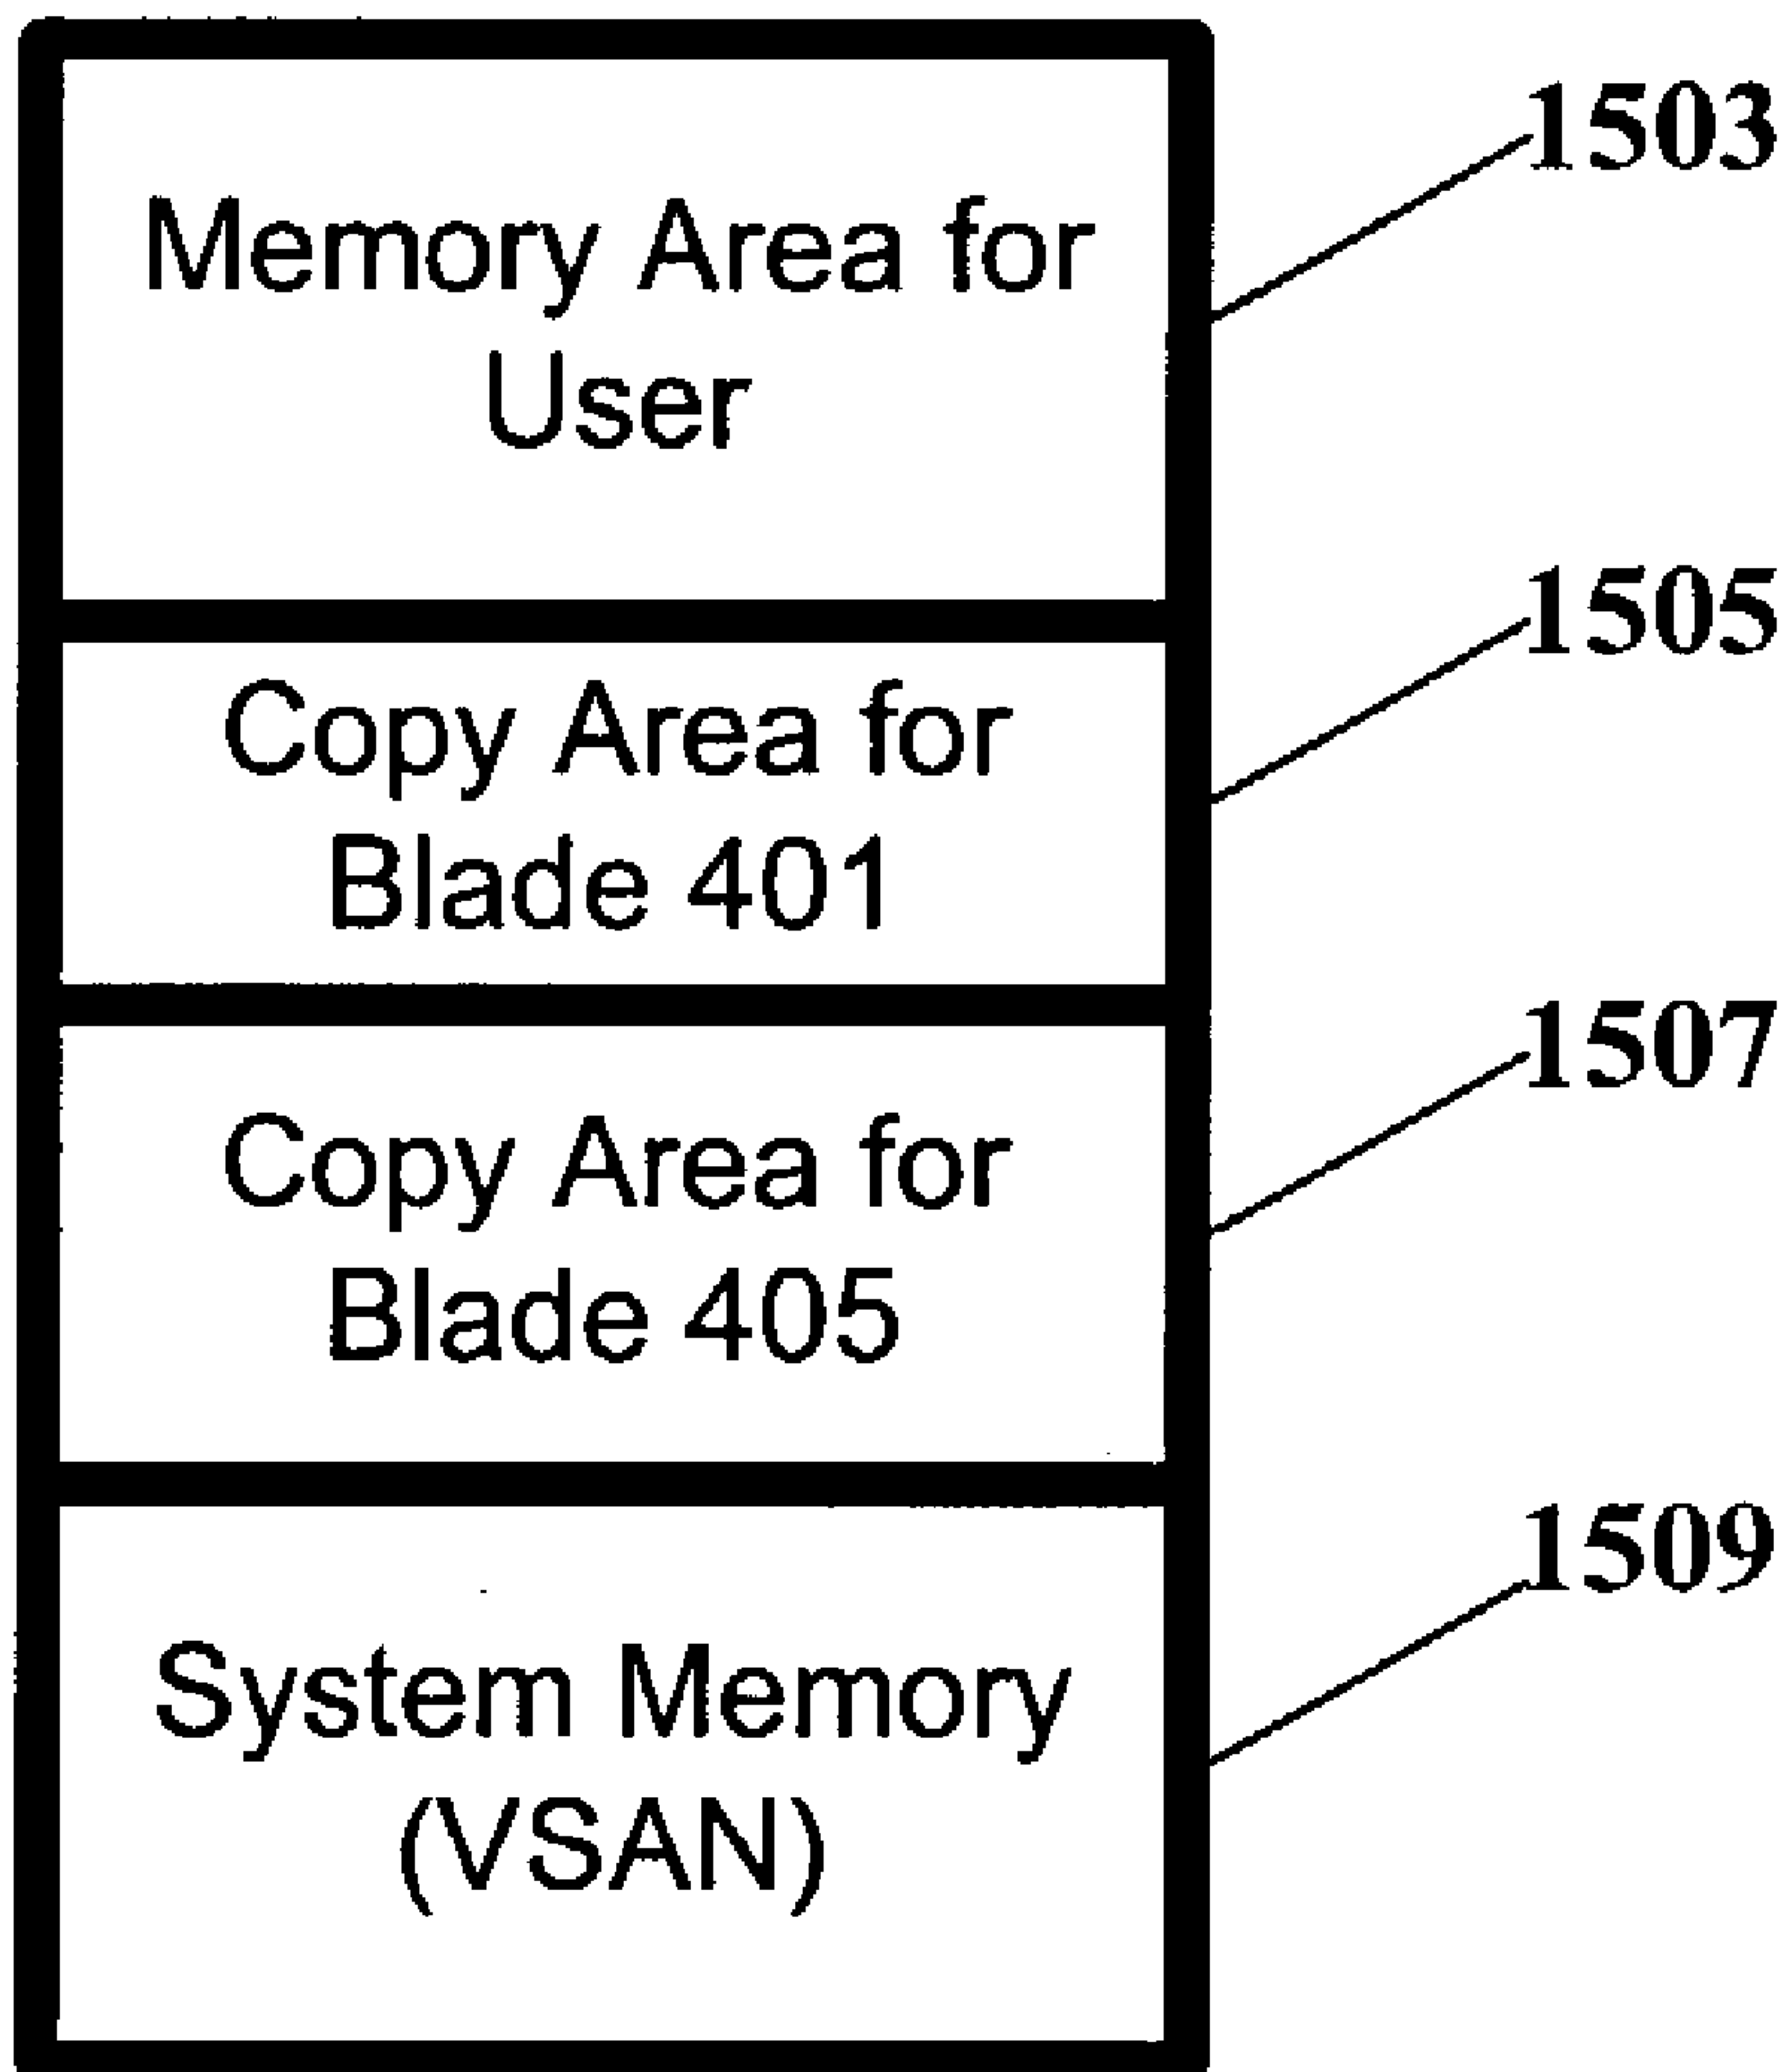 1503
Memory Area for
User
1505
Copy Area for
Blade 401
1507
Copy Area for
Blade 405
1509
System Memory
(VSAN)